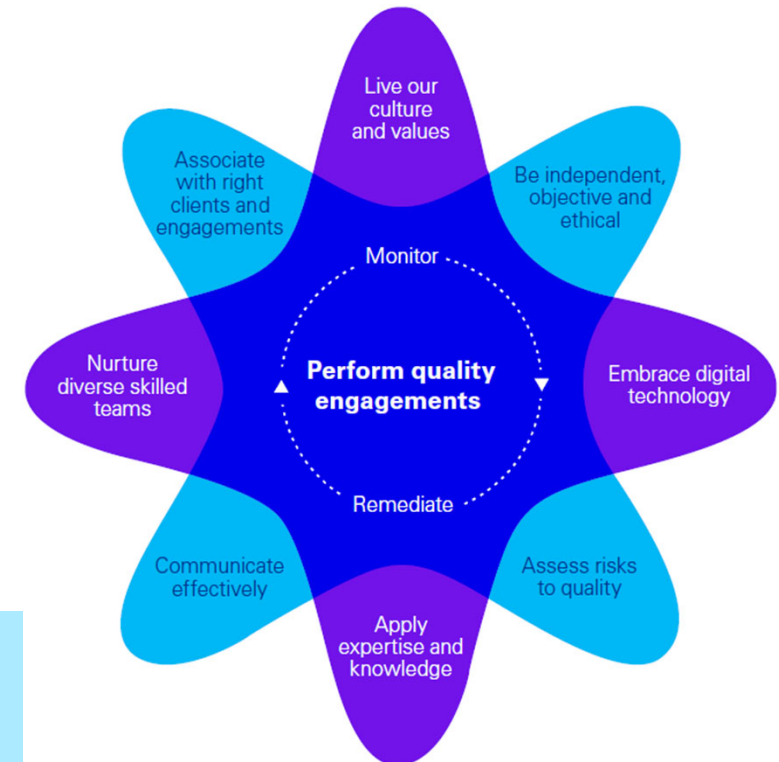 Live our
culture
and values
Be independent,
objective and
ethical
Embrace digital
technology
Assess risks
to quality
Apply
expertise and
knowledge
Communicate
effectively
Nurture
diverse skilled
teams
Associate
with right
clients and
engagements
Monitor
Perform quality
engagements
Remediate